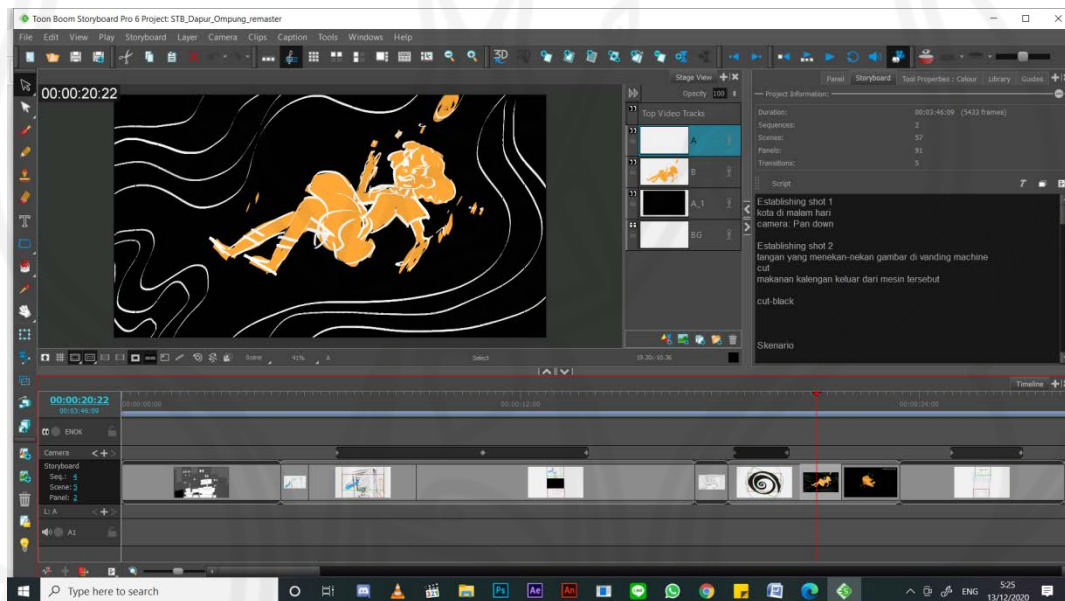 Toon Boom Storyboard Pro 6 Project: STB_Dapur_Ompung_remaster
File Edit View Play Storyboard Layer Camera Clips Caption Tools Windows Help
3D
Stage View
Panel Storyboard Tool Properties : Colour Library Guides
00:00:20:22
Opacity 100
Project Information:
Top Video Tracks
Duration: 00:03:46:09 (5433 frames)
Sequences: 2
Scenes: 57
Panels: 91
Transitions: 5
A
B
A_1
BG
Script
Establishing shot 1
kota di malam hari
camera: Pan down
Establishing shot 2
tangan yang menekan-nekan gambar di vanding machine
cut
makanan kalengan keluar dari mesin tersebut
cut-black
Skenario
Scene 41% A Select
Timeline
00:00:20:22
00:03:46:09
00:00:00:00 00:00:12:00 00:00:24:00
ENOK
Camera
Storyboard
Seq.: 4
Scene: 5
Panel: 2
L: A
A1
Type here to search
Ps Ae An
ENG
5:25
13/12/2020